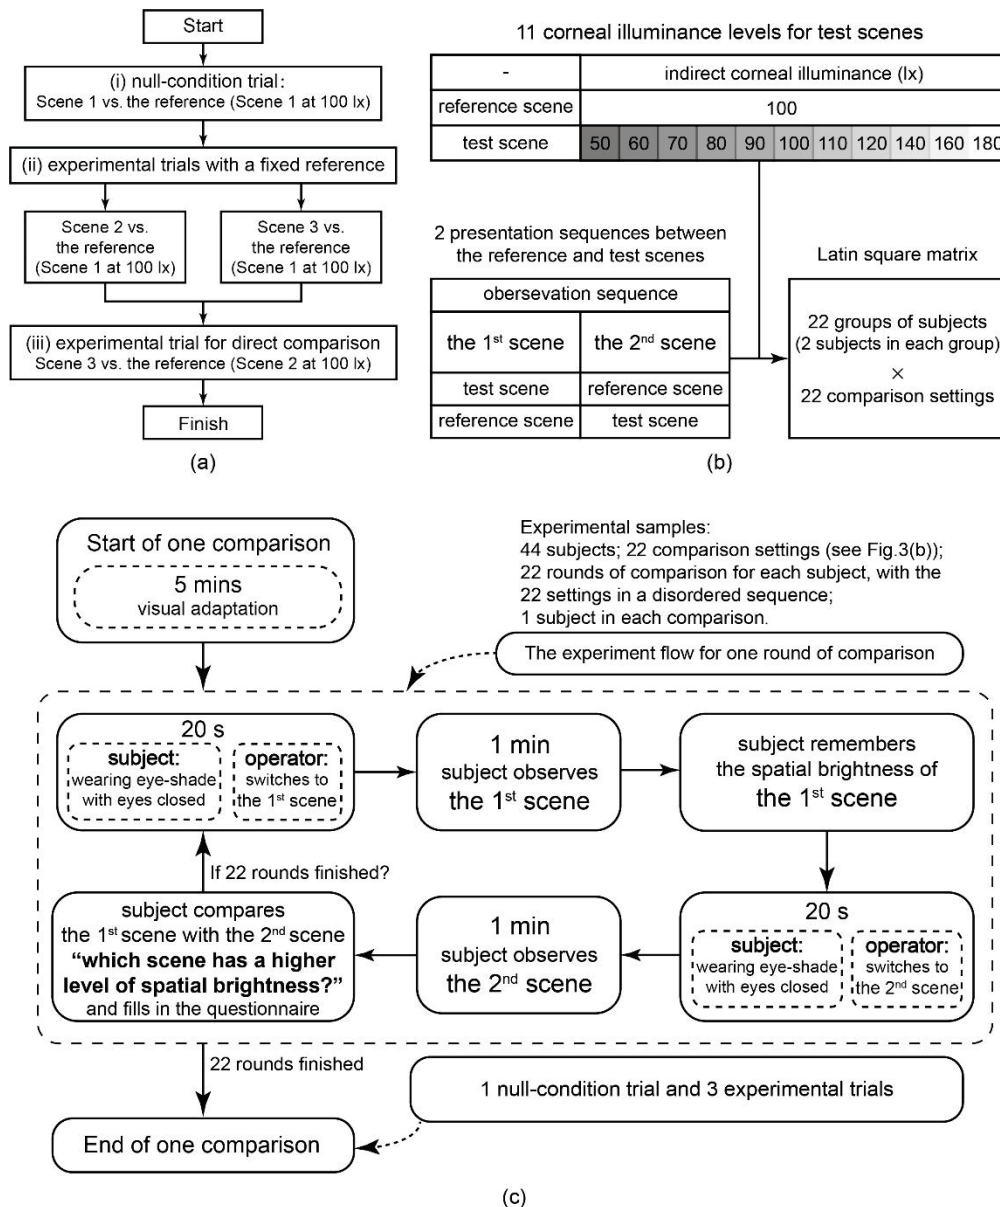 Start
(i) null-condition trial:
Scene 1 vs. the reference (Scene 1 at 100 lx)
(ii) experimental trials with a fixed reference
Scene 2 vs.
the reference
(Scene 1 at 100 lx)
Scene 3 vs.
the reference
(Scene 1 at 100 lx)
(iii) experimental trial for direct comparison
Scene 3 vs. the reference (Scene 2 at 100 lx)
Finish
(a)
11 corneal illuminance levels for test scenes
- indirect corneal illuminance (lx)
reference scene 100
test scene 50 60 70 80 90 100 110 120 140 160 180
2 presentation sequences between
the reference and test scenes
obersevation sequence
the 1st scene the 2nd scene
test scene reference scene
reference scene test scene
Latin square matrix
22 groups of subjects
(2 subjects in each group)
×
22 comparison settings
(b)
Start of one comparison
5 mins
visual adaptation
Experimental samples:
44 subjects; 22 comparison settings (see Fig.3(b));
22 rounds of comparison for each subject, with the
22 settings in a disordered sequence;
1 subject in each comparison.
The experiment flow for one round of comparison
20 s
subject:
wearing eye-shade
with eyes closed
operator:
switches to
the 1st scene
1 min
subject observes
the 1st scene
subject remembers
the spatial brightness of
the 1st scene
20 s
subject:
wearing eye-shade
with eyes closed
operator:
switches to
the 2nd scene
1 min
subject observes
the 2nd scene
subject compares
the 1st scene with the 2nd scene
“which scene has a higher
level of spatial brightness?”
and fills in the questionnaire
If 22 rounds finished?
22 rounds finished
1 null-condition trial and 3 experimental trials
End of one comparison
(c)